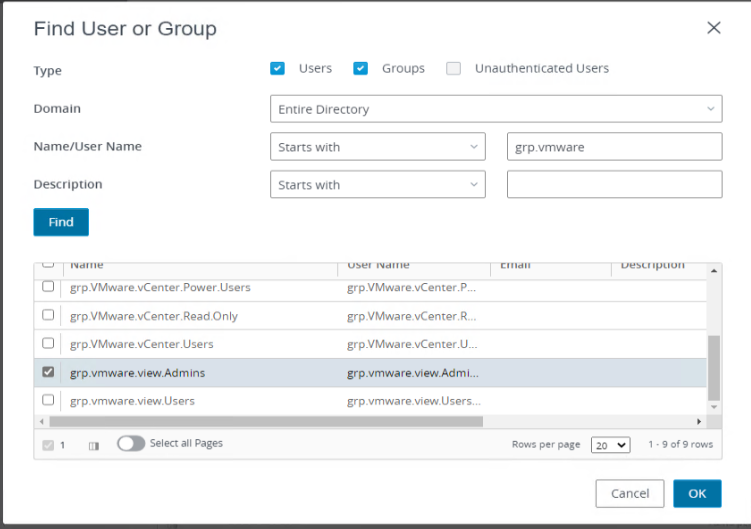 Find User or Group
Type Users Groups Unauthenticated Users
Domain Entire Directory
Name/User Name Starts with grp.vmware
Description Starts with
Find
Name User Name Email Description
grp.VMware.vCenter.Power.Users grp.VMware.vCenter.P...
grp.VMware.vCenter.Read.Only grp.VMware.vCenter.R...
grp.VMware.vCenter.Users grp.VMware.vCenter.U...
grp.vmware.view.Admins grp.vmware.view.Admi...
grp.vmware.view.Users grp.vmware.view.Users...
1 Select all Pages Rows per page 20 1 - 9 of 9 rows
Cancel OK